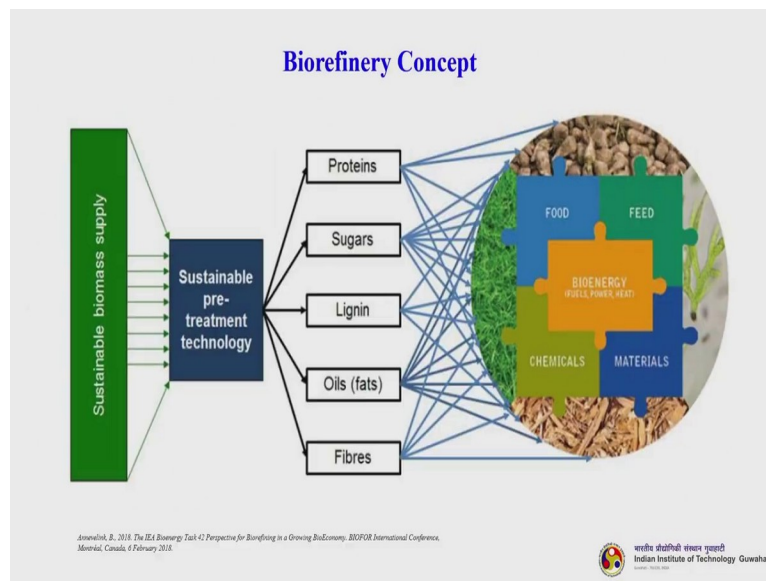 Biorefinery Concept
Sustainable biomass supply
Sustainable
pre-
treatment
technology
Proteins
Sugars
Lignin
Oils (fats)
Fibres
FOOD
FEED
BIOENERGY
(FUELS, POWER, HEAT)
CHEMICALS
MATERIALS
Annevelink, B., 2018. The IEA Bioenergy Task 42 Perspective for Biorefining in a Growing BioEconomy. BIOFOR International Conference,
Montréal, Canada, 6 February 2018.
भारतीय प्रौद्योगिकी संस्थान गुवाहाटी
Indian Institute of Technology Guwaha